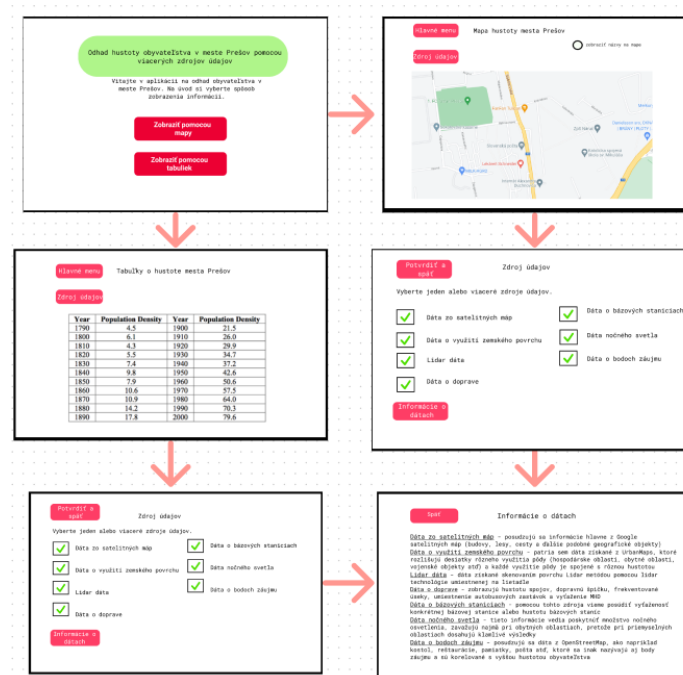 Odhad hustoty obyvateľstva v meste Prešov pomocou
viacerých zdrojov údajov
Vitajte v aplikácii na odhad obyvateľstva v
meste Prešov. Na úvod si vyberte spôsob
zobrazenia informácií.
Zobraziť pomocou
mapy
Zobraziť pomocou
tabuliek
Hlavné menu
Mapa hustoty mesta Prešov
zobraziť názvy na mape
Zdroj údajov
Hlavné menu
Tabuľky o hustote mesta Prešov
Zdroj údajov
Year Population Density Year Population Density
1790 4.5 1900 21.5
1800 6.1 1910 26.0
1810 4.3 1920 29.9
1820 5.5 1930 34.7
1830 7.4 1940 37.2
1840 9.8 1950 42.6
1850 7.9 1960 50.6
1860 10.6 1970 57.5
1870 10.9 1980 64.0
1880 14.2 1990 70.3
1890 17.8 2000 79.6
Potvrdiť a
späť
Zdroj údajov
Vyberte jeden alebo viaceré zdroje údajov.
Dáta zo satelitných máp
Dáta o bázových staniciach
Dáta o využití zemského povrchu
Dáta nočného svetla
Lidar dáta
Dáta o bodoch záujmu
Dáta o doprave
Informácie o
dátach
Potvrdiť a
späť
Zdroj údajov
Vyberte jeden alebo viaceré zdroje údajov.
Dáta zo satelitných máp
Dáta o bázových staniciach
Dáta o využití zemského povrchu
Dáta nočného svetla
Lidar dáta
Dáta o bodoch záujmu
Dáta o doprave
Informácie o
dátach
Späť
Informácie o dátach
Dáta zo satelitných máp - posudzujú sa informácie hlavne z Google
satelitných máp (budovy, lesy, cesty a ďalšie podobné geografické objekty)
Dáta o využití zemského povrchu - patria sem dáta získané z UrbanMaps, ktoré
rozlišujú desiatky rôzneho využitia pôdy (hospodárske oblasti, obytné oblasti,
vojenské objekty atď) a každé využitie pôdy je spojené s rôznou hustotou
Lidar dáta - dáta získané skenovaním povrchu Lidar metódou pomocou lidar
technológie umiestnenej na lietadle
Dáta o doprave - zobrazujú hustotu spojov, dopravnú špičku, frekventované
úseky, umiestnenie autobusových zastávok a vyťaženie MHD
Dáta o bázových staniciach - pomocou tohto zdroja vieme posúdiť vyťaženosť
konkrétnej bázovej stanice alebo hustotu bázových staníc
Dáta nočného svetla - tieto informácie vedia poskytnúť množstvo nočného
osvetlenia, zavažujú najmä pri obytných oblastiach, pretože pri priemyselných
oblastiach dosahujú klamlivé výsledky
Dáta o bodoch záujmu - posudzujú sa dáta z OpenStreetMap, ako napríklad
kostol, reštaurácie, pamiatky, pošta atď, ktoré sa inak nazývajú aj body
záujmu a sú korelované s vyššou hustotou obyvateľstva